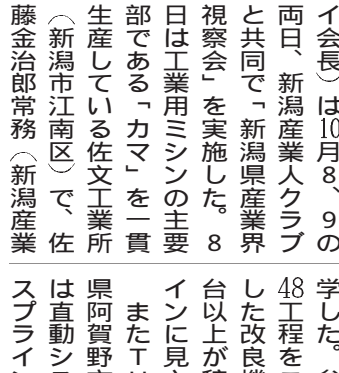 イ会長）は10月8、9の
両日、新潟産業人クラブ
と共同で「新潟県産業界
視察会」を実施した。8
日は工業用ミシンの主要
部である「カマ」を一貫
生産している佐文工業所
（新潟市江南区）で、佐
藤金治郎常務（新潟産業
学した。
48工程を
した改良機
台以上が稼
インに見
またT
県阿賀野市
は直動シ
スプライン